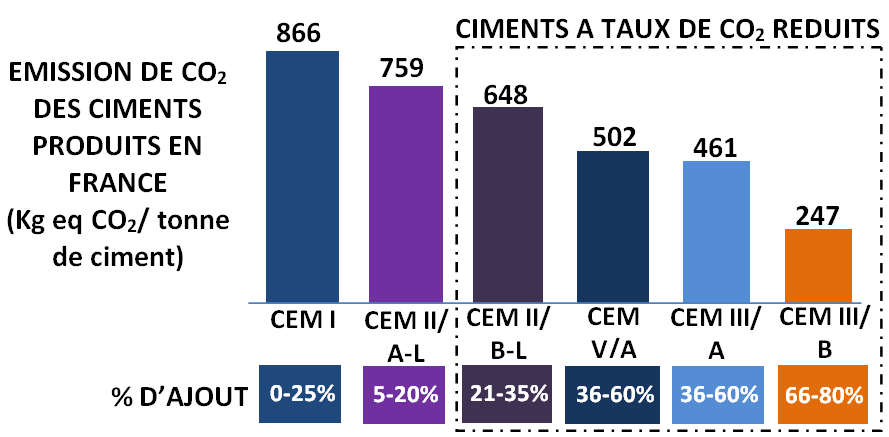 CIMENTS A TAUX DE CO₂ REDUITS
EMISSION DE CO₂
DES CIMENTS
PRODUITS EN
FRANCE
(Kg eq CO₂/ tonne
de ciment)
866
759
648
502
461
247
CEM I
CEM II/
A-L
CEM II/
B-L
CEM
V/A
CEM III/
A
CEM III/
B
% D’AJOUT
0-25%
5-20%
21-35%
36-60%
36-60%
66-80%